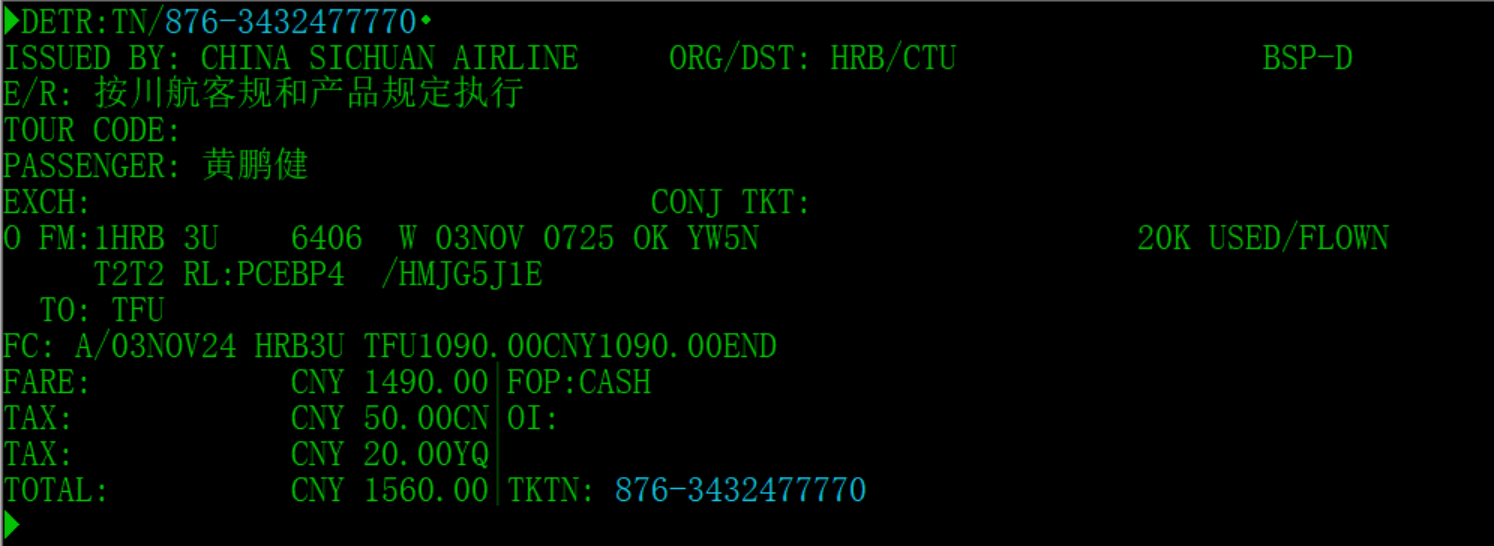 ▶DETR:TN/876-3432477770•
ISSUED BY: CHINA SICHUAN AIRLINE     ORG/DST: HRB/CTU                 BSP-D
E/R: 按川航客规和产品规定执行
TOUR CODE:
PASSENGER: 黄鹏健
EXCH:                               CONJ TKT:
O FM:1HRB 3U    6406  W 03NOV 0725 OK YW5N                     20K USED/FLOWN
     T2T2 RL:PCEBP4  /HMJG5J1E
  TO: TFU
FC: A/03NOV24 HRB3U TFU1090.00CNY1090.00END
FARE:           CNY 1490.00 FOP:CASH
TAX:            CNY 50.00CN OI:
TAX:            CNY 20.00YQ
TOTAL:          CNY 1560.00 TKTN: 876-3432477770
▶